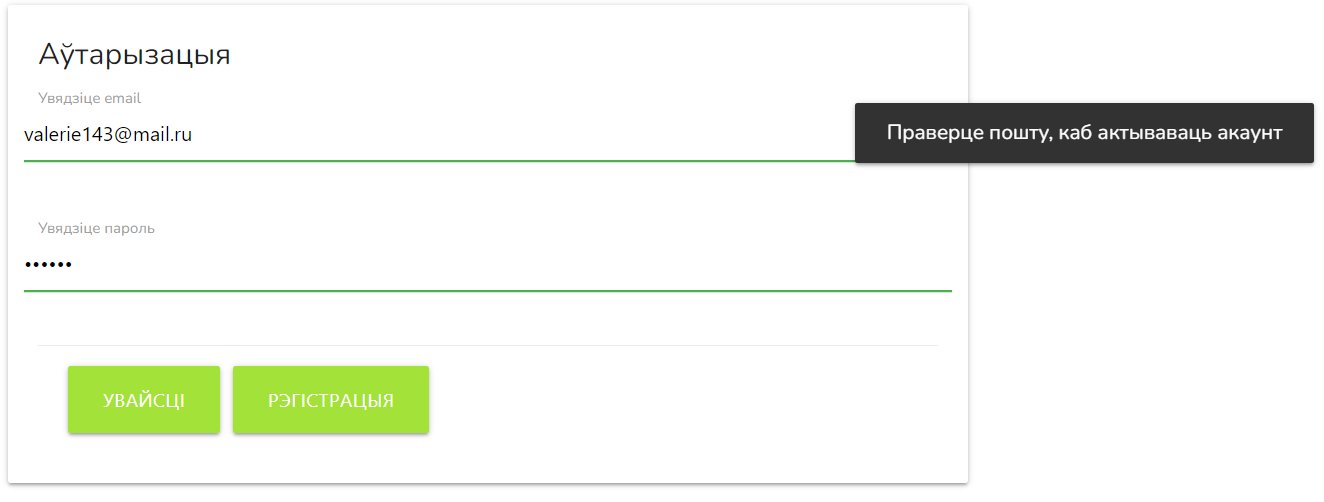 Аўтарызацыя
Увядзіце email
valerie143@mail.ru
Праверце пошту, каб актываваць акаунт
Увядзіце пароль
••••••
УВАЙСЦІ
РЭГІСТРАЦЫЯ